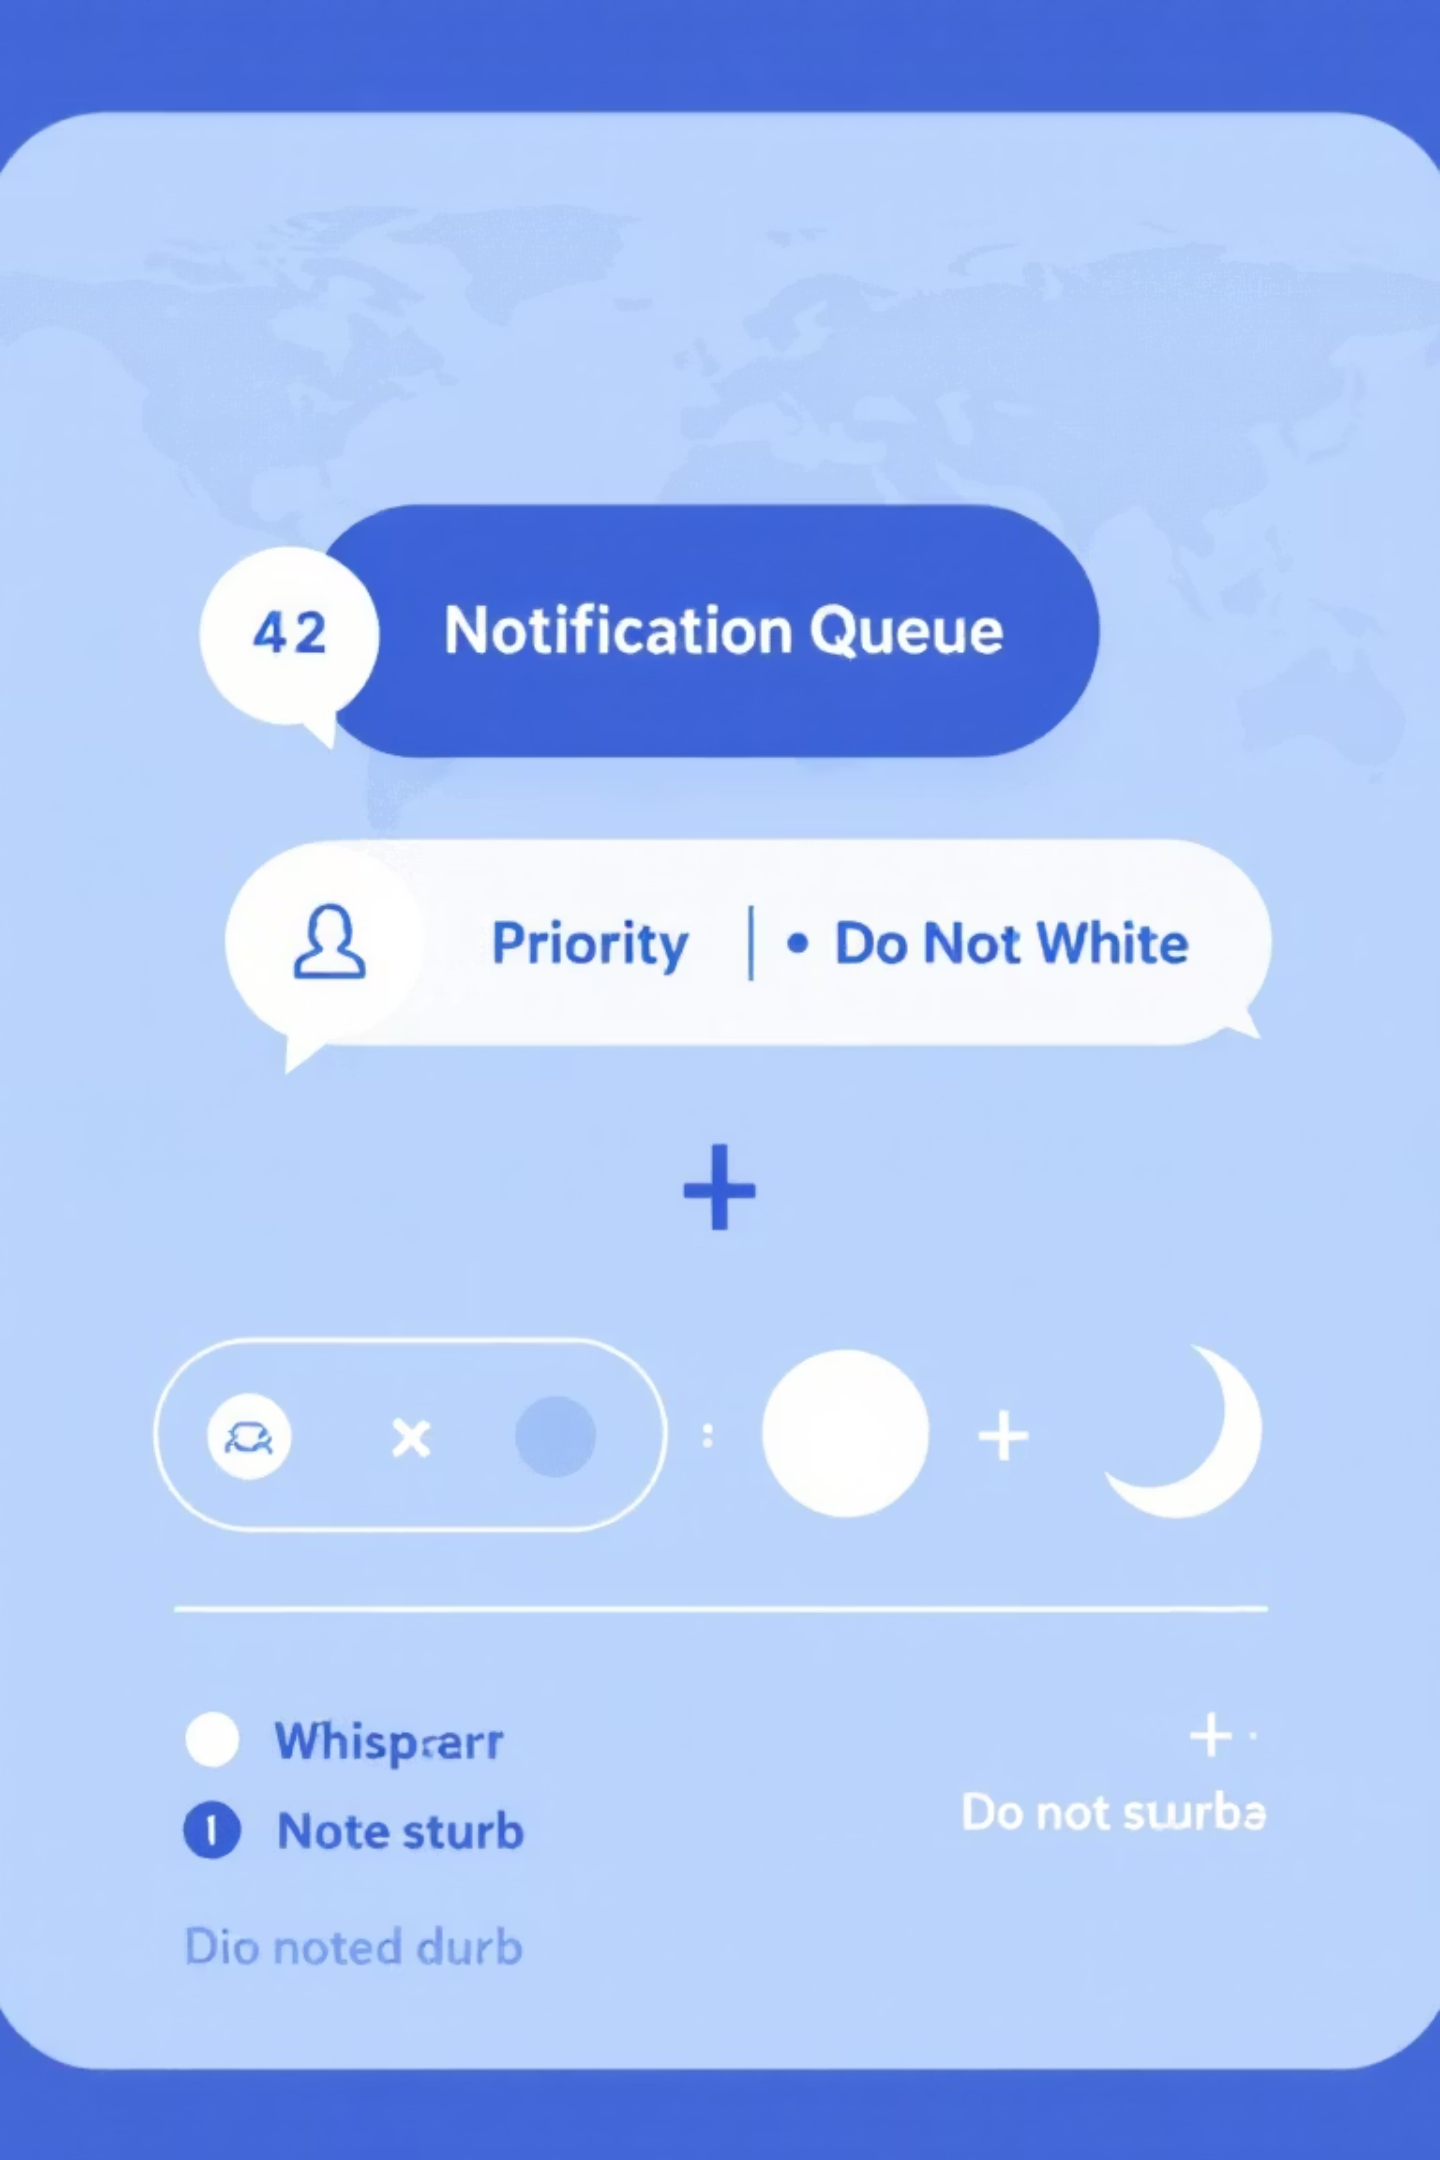 42 Notification Queue
Priority | • Do Not White
Note sturb
Do not
Dio noted durb